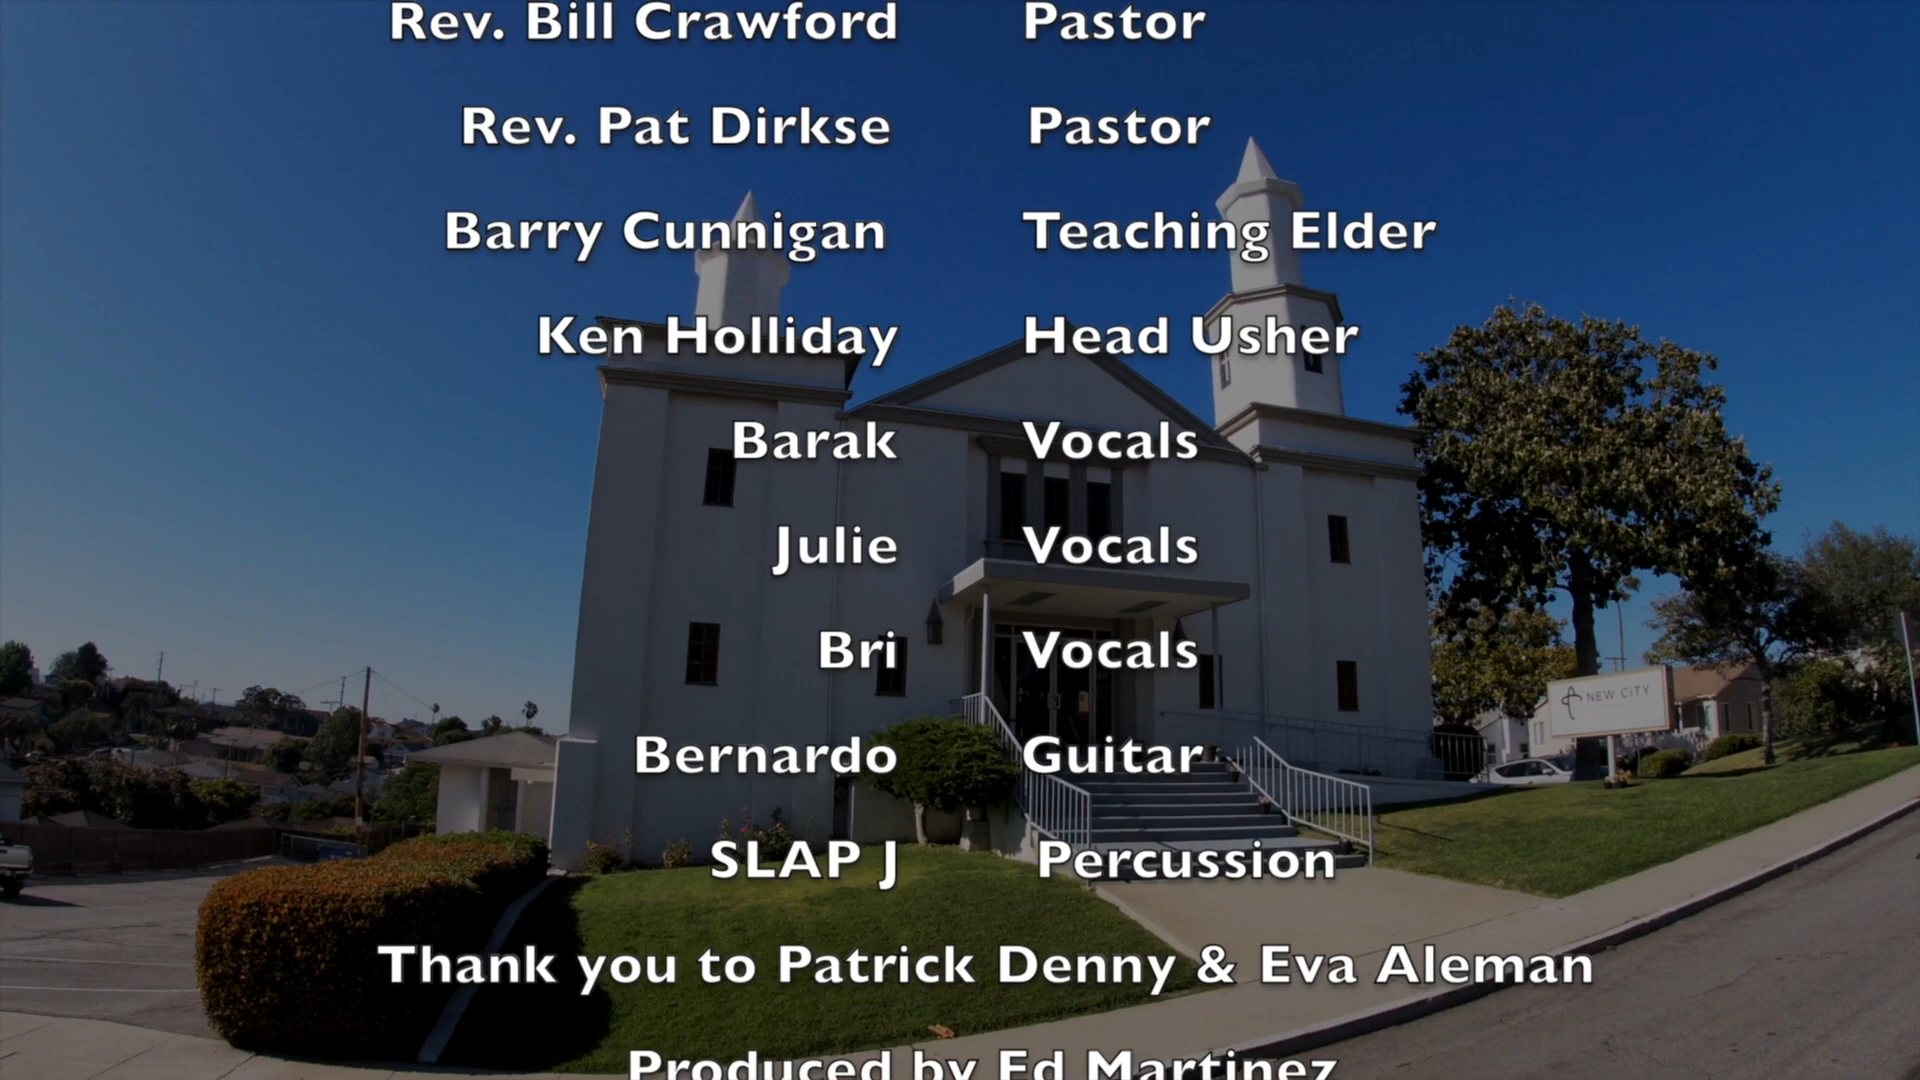 Rev. Bill Crawford Pastor
Rev. Pat Dirkse Pastor
Barry Cunnigan Teaching Elder
Ken Holliday Head Usher
Barak Vocals
Julie Vocals
Bri Vocals
NEW CITY
Bernardo Guitar
SLAP J Percussion
Thank you to Patrick Denny & Eva Aleman
Produced by Ed Martinez